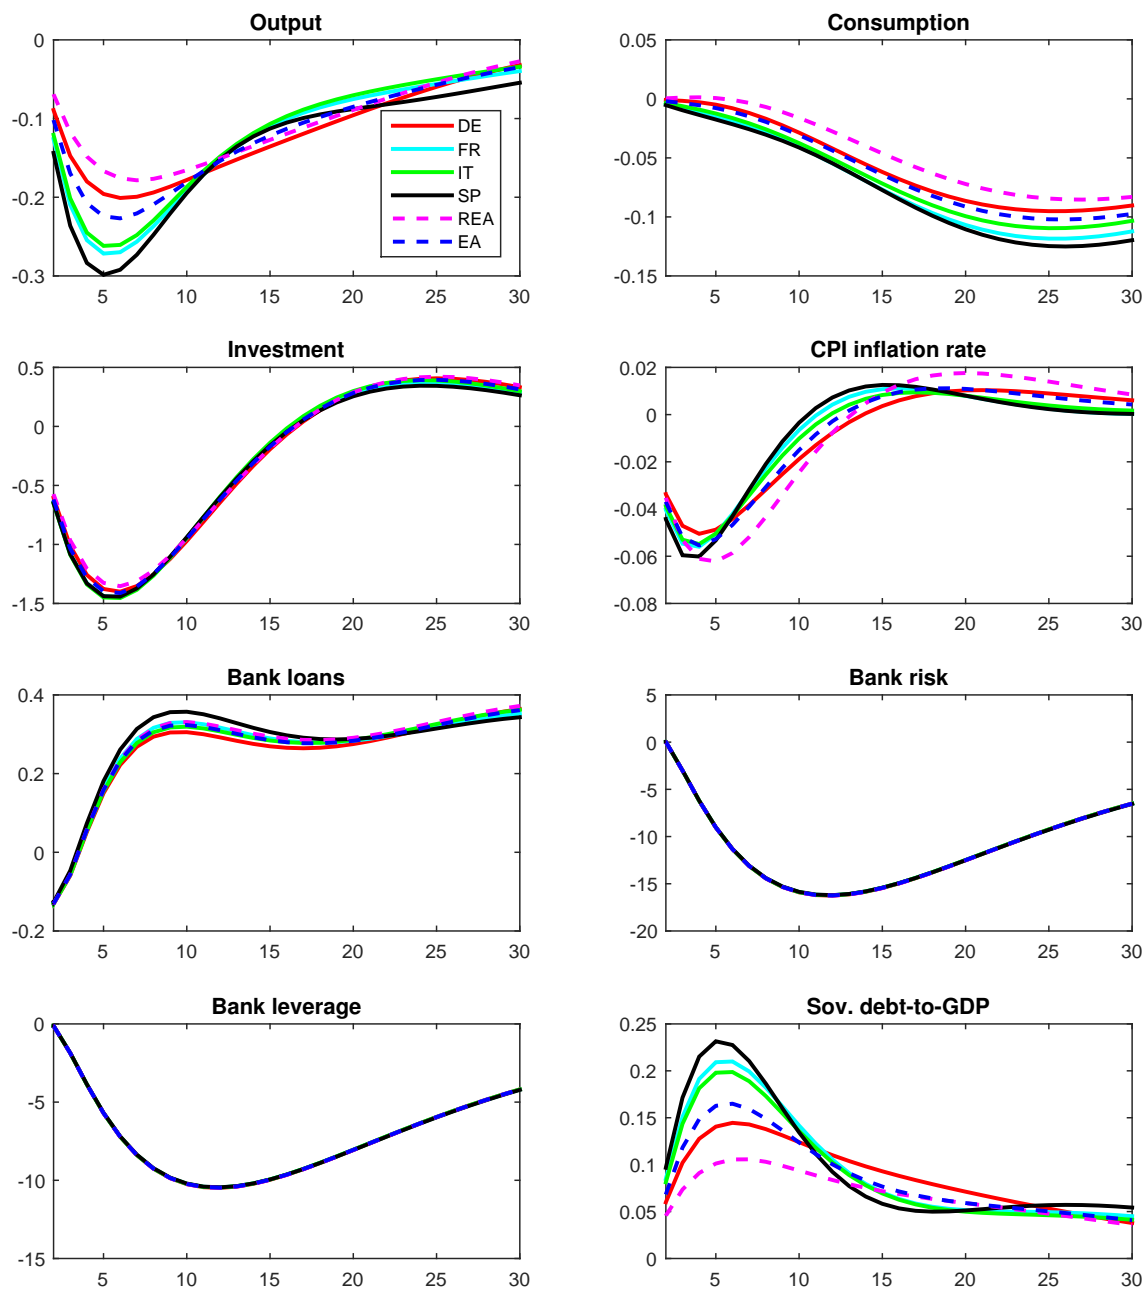 Output
0
-0.1
-0.2
-0.3
5 10 15 20 25 30
DE
FR
IT
SP
REA
EA
Consumption
0.05
0
-0.05
-0.1
-0.15
5 10 15 20 25 30
Investment
0.5
0
-0.5
-1
-1.5
5 10 15 20 25 30
CPI inflation rate
0.02
0
-0.02
-0.04
-0.06
-0.08
5 10 15 20 25 30
Bank loans
0.4
0.2
0
-0.2
5 10 15 20 25 30
Bank risk
5
0
-5
-10
-15
-20
5 10 15 20 25 30
Bank leverage
0
-5
-10
-15
5 10 15 20 25 30
Sov. debt-to-GDP
0.25
0.2
0.15
0.1
0.05
0
5 10 15 20 25 30